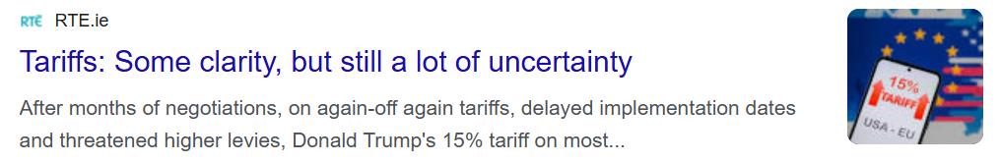 RTÉ RTE.ie
Tariffs: Some clarity, but still a lot of uncertainty
After months of negotiations, on again-off again tariffs, delayed implementation dates
and threatened higher levies, Donald Trump's 15% tariff on most...
15%
TARIFF
USA - EU